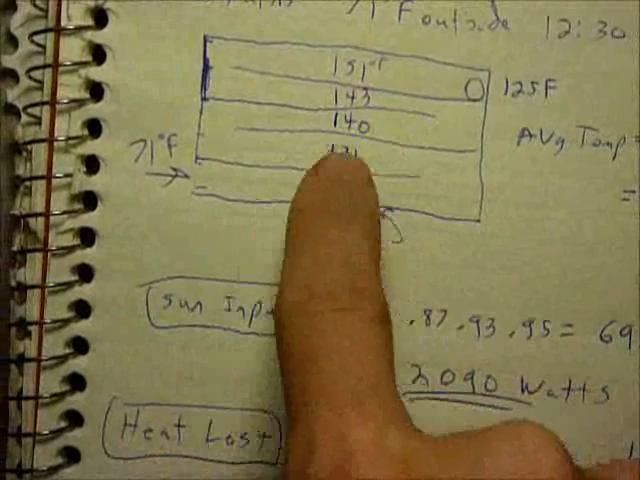 71°F outside 12:30
151°F
143 125F
140
71°F AVg Temp =
=
Sun Inp
.87 .93 .95 = 69
2090 Watts
Heat Lost